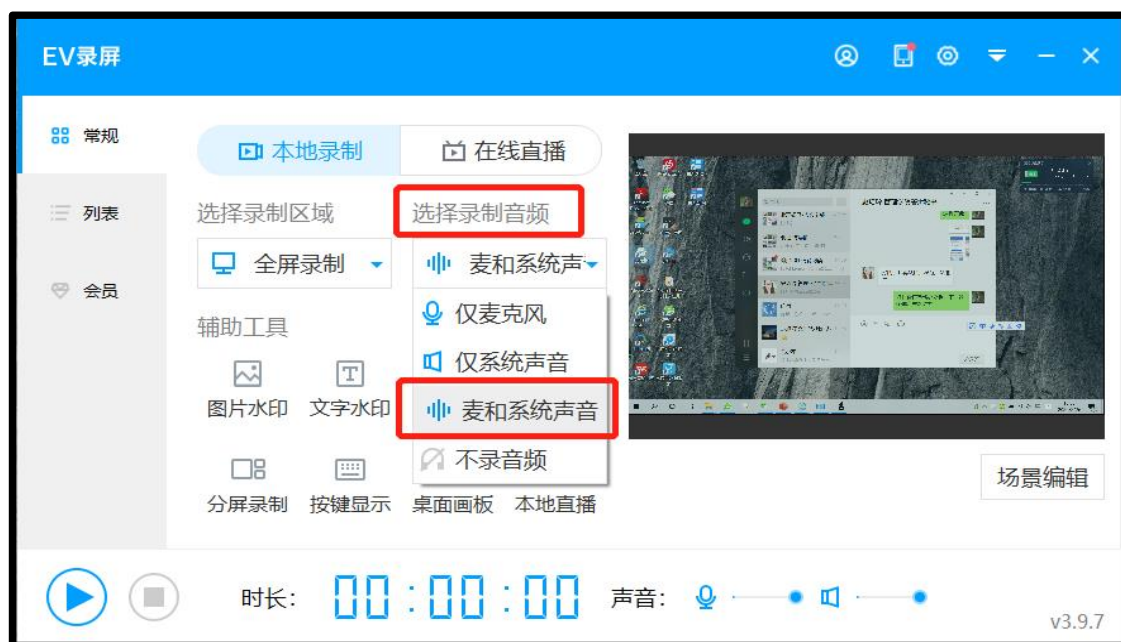 EV录屏
常规
列表
会员
本地录制
在线直播
选择录制区域
选择录制音频
全屏录制
麦和系统声
仅麦克风
仅系统声音
麦和系统声音
不录音频
辅助工具
图片水印
文字水印
分屏录制
按键显示
桌面画板
本地直播
场景编辑
时长:
00:00:00
声音:
v3.9.7